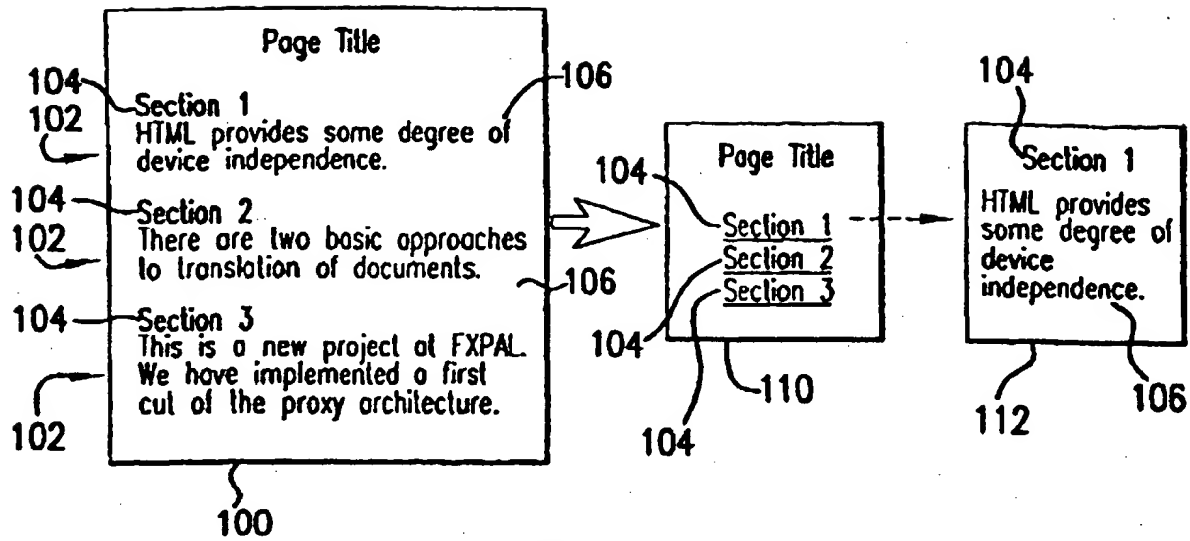 Page Title
104
Section 1
106
102
HTML provides some degree of
device independence.
104
Section 2
102
There are two basic approaches
to translation of documents.
106
104
Section 3
This is a new project at FXPAL.
We have implemented a first
cut of the proxy architecture.
102
100
Page Title
104
Section 1
Section 2
Section 3
104
104
110
104
Section 1
HTML provides
some degree of
device
independence.
106
112